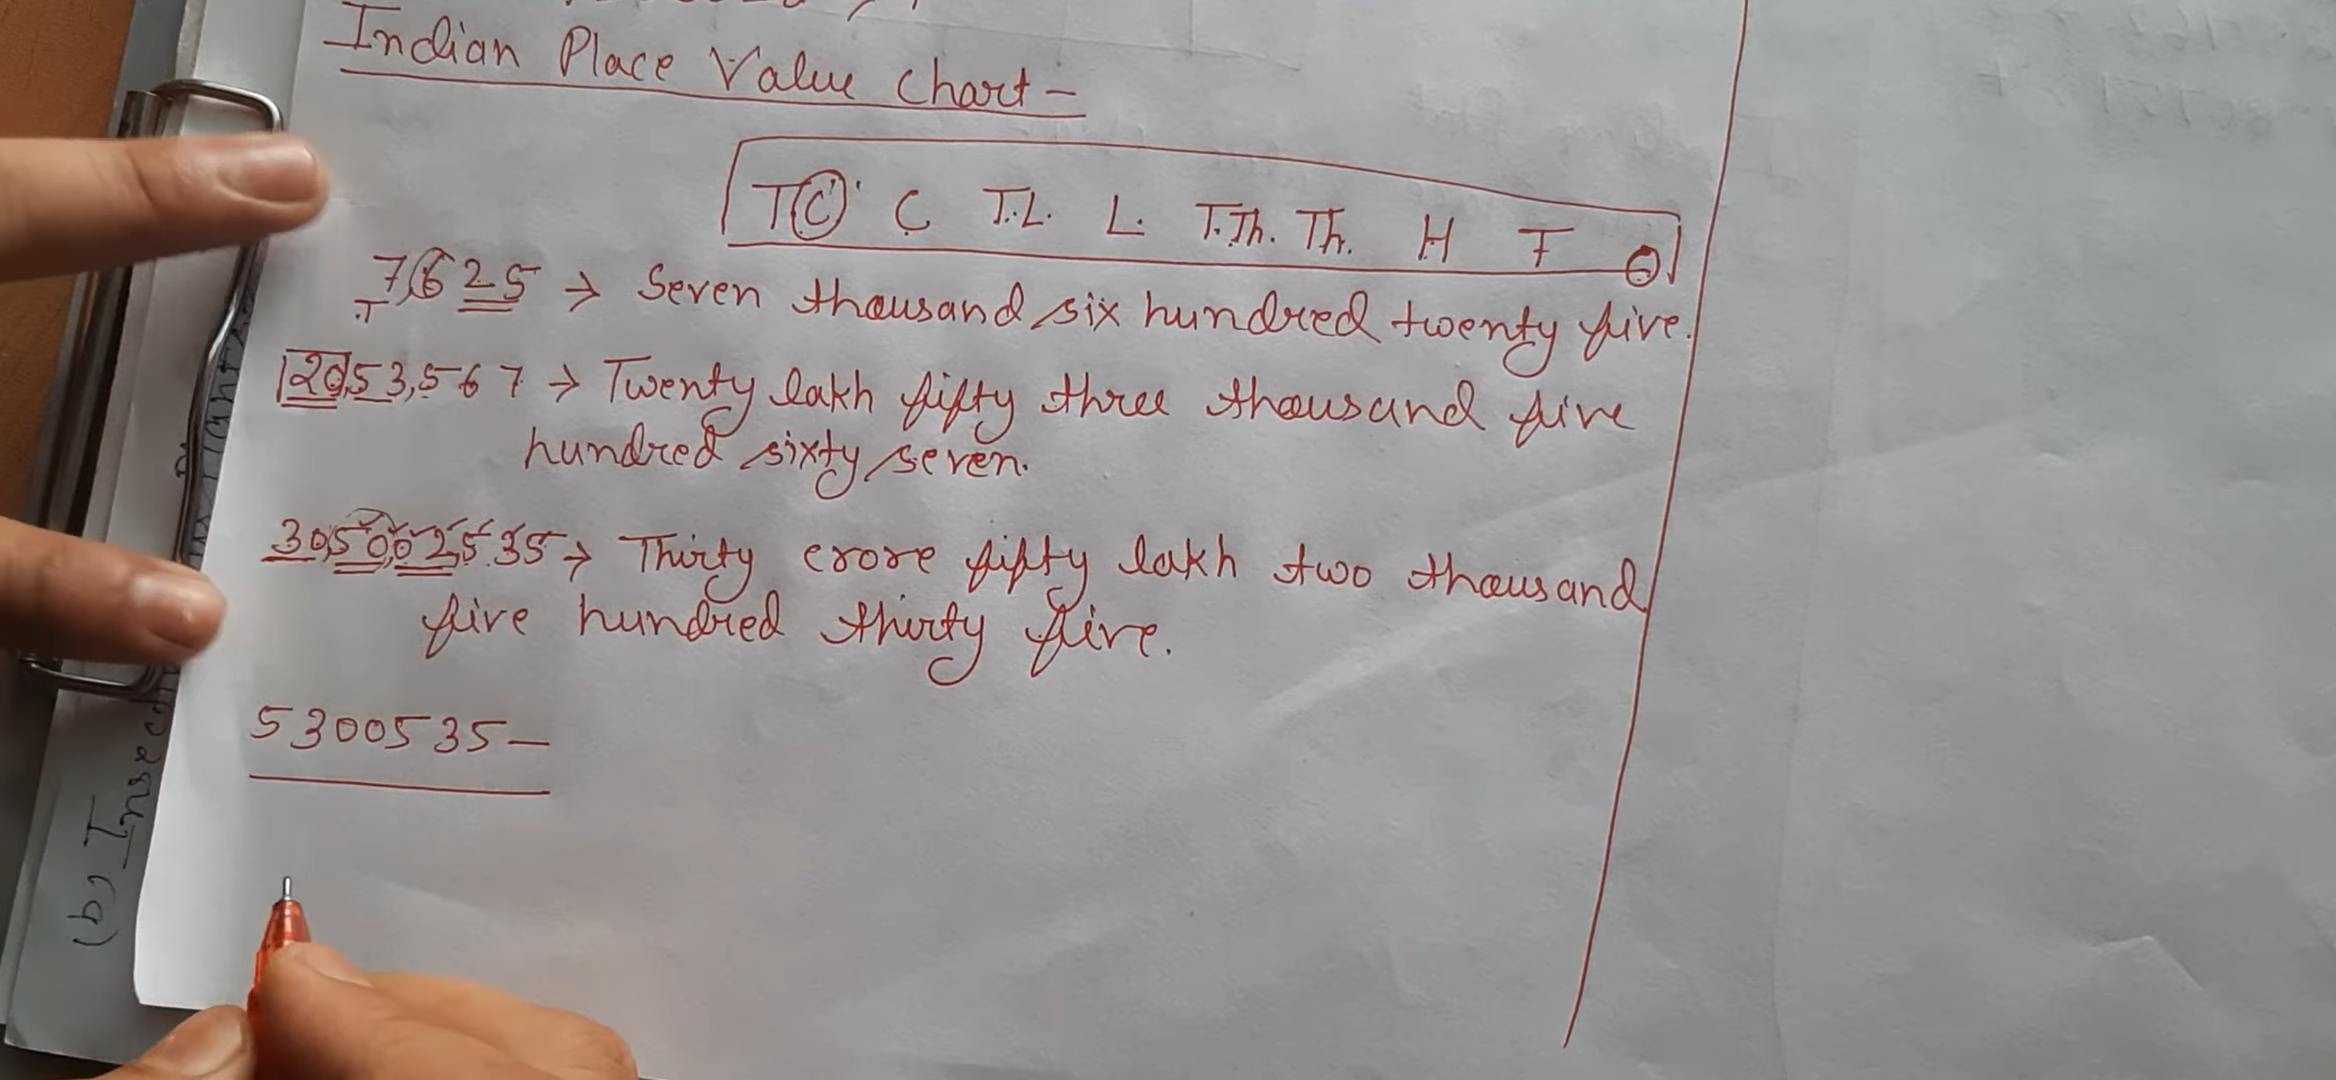 Indian Place Value Chart -
TC C T.L. L. T.Th. Th. H T O
7,625 → Seven thousand six hundred twenty five.
T
20,53,567 → Twenty lakh fifty three thousand five
hundred sixty seven.
30,50,02,535 → Thirty crore fifty lakh two thousand
five hundred thirty five.
5300535 -
(b) Insect